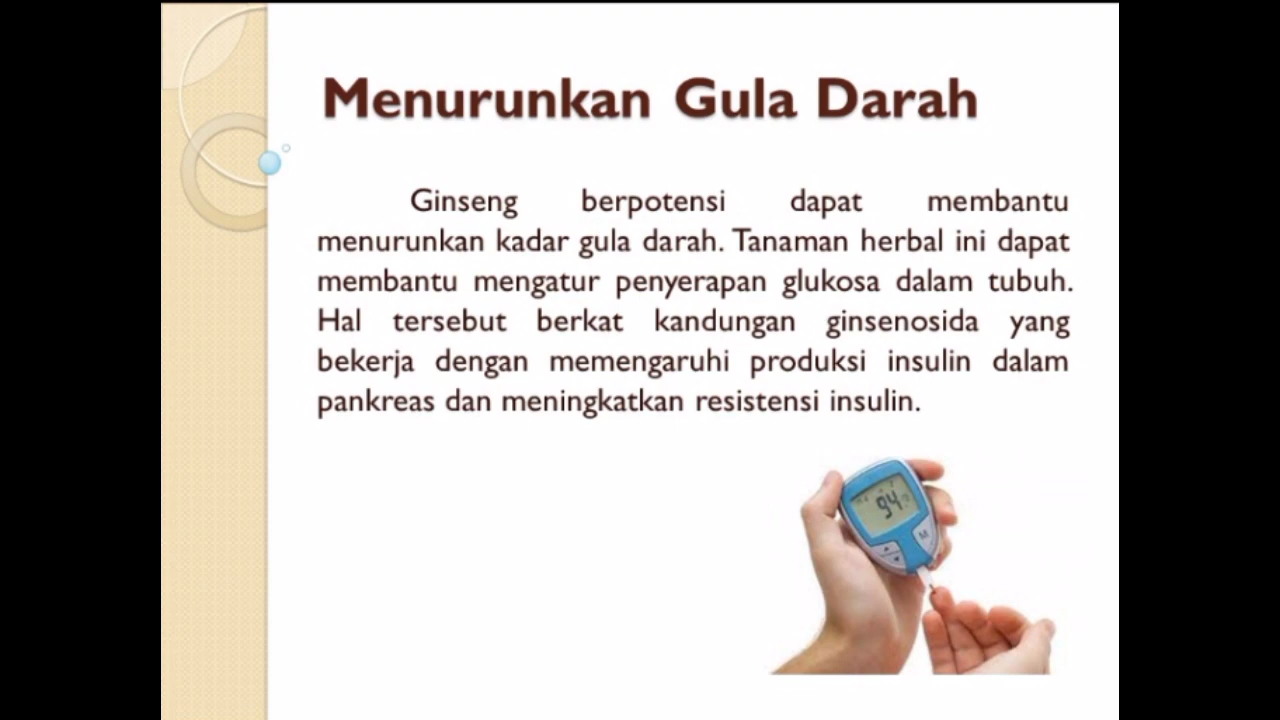 Menurunkan Gula Darah
Ginseng berpotensi dapat membantu
menurunkan kadar gula darah. Tanaman herbal ini dapat
membantu mengatur penyerapan glukosa dalam tubuh.
Hal tersebut berkat kandungan ginsenosida yang
bekerja dengan memengaruhi produksi insulin dalam
pankreas dan meningkatkan resistensi insulin.
94
M